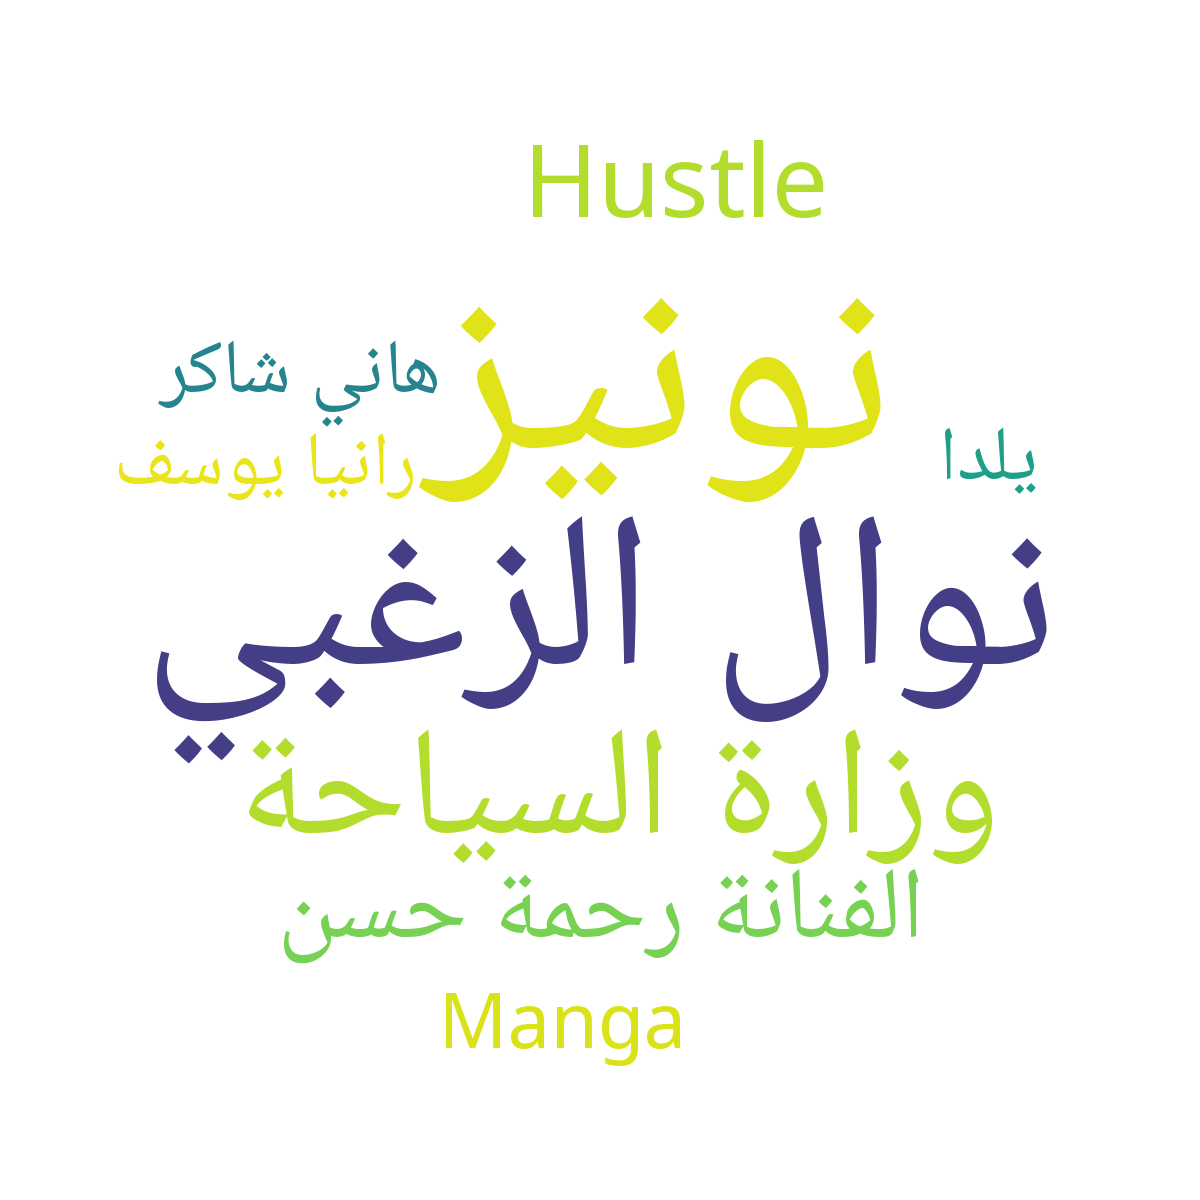 Hustle
نونيز
هاني شاكر
رانيا يوسف
يلدا
نوال الزغبي
وزارة السياحة
الفنانة رحمة حسن
Manga